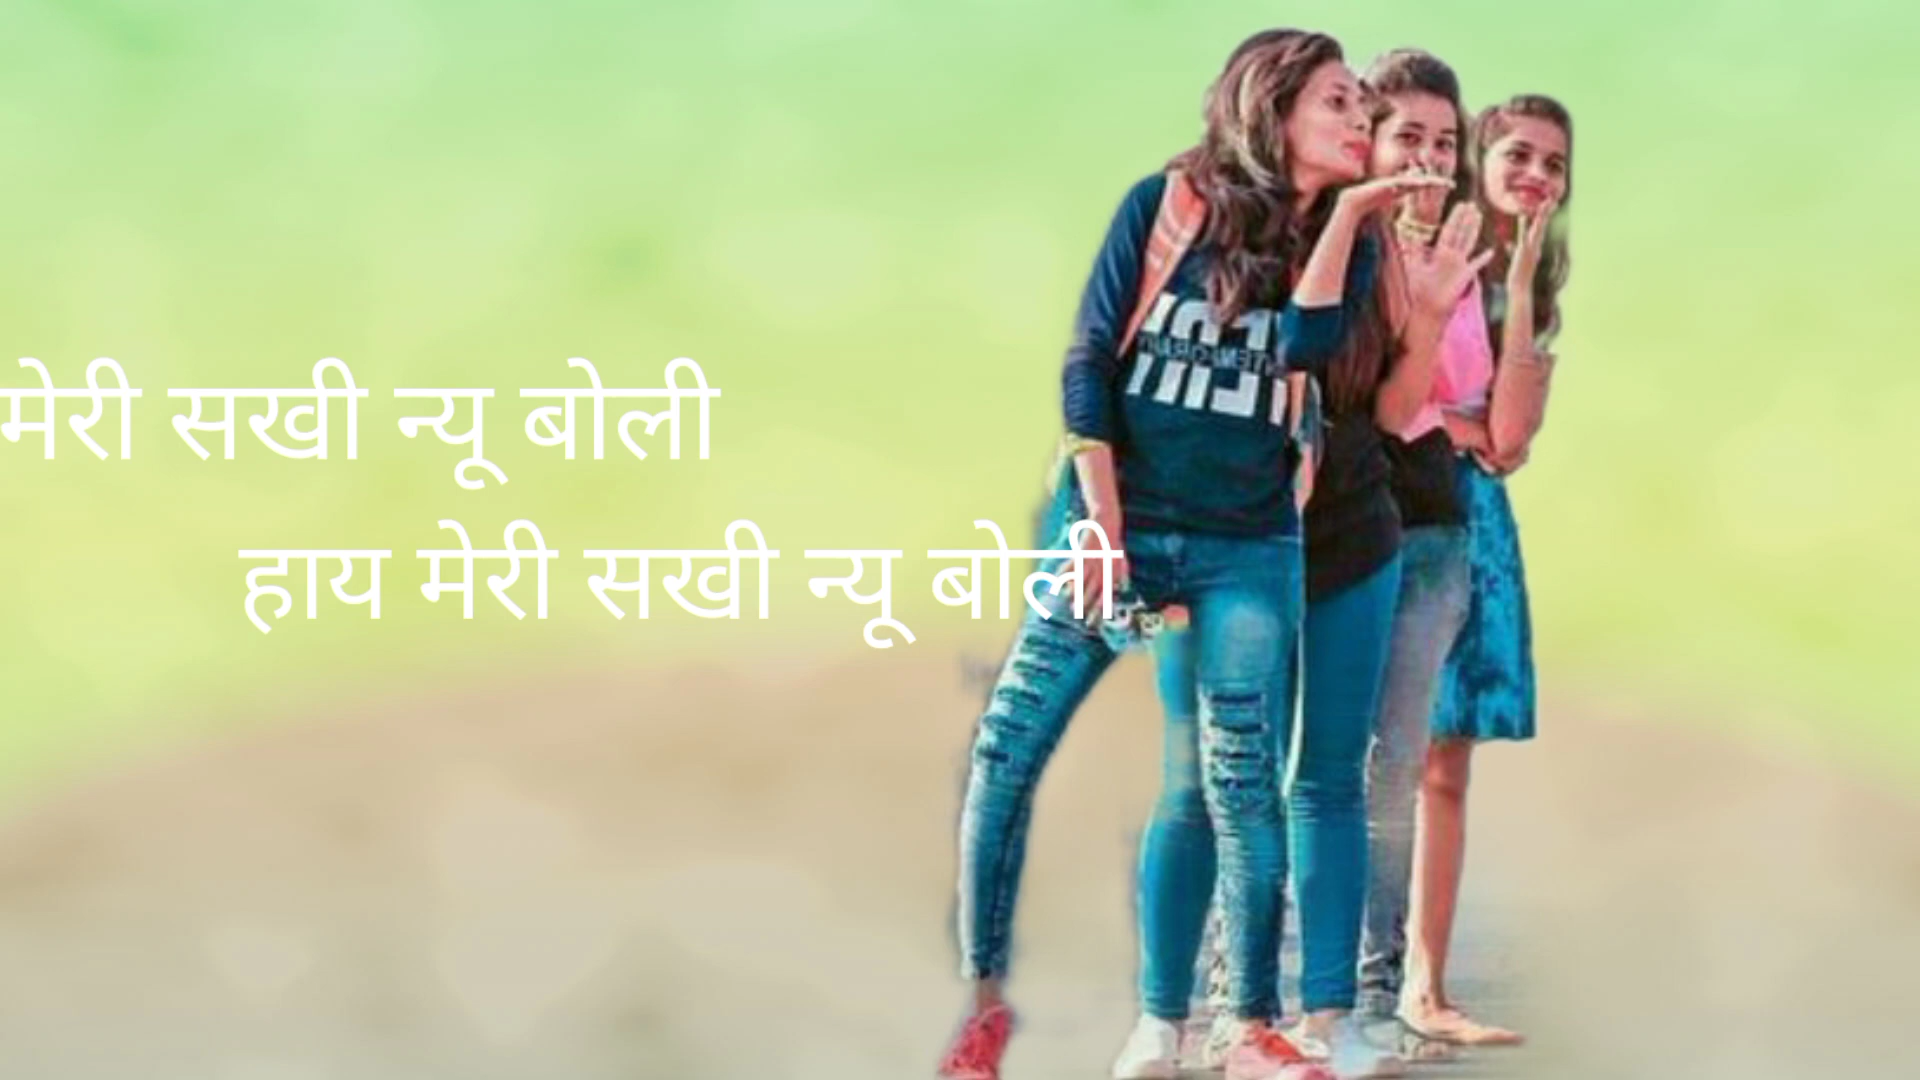 मेरी सखी न्यू बोली
हाय मेरी सखी न्यू बोली